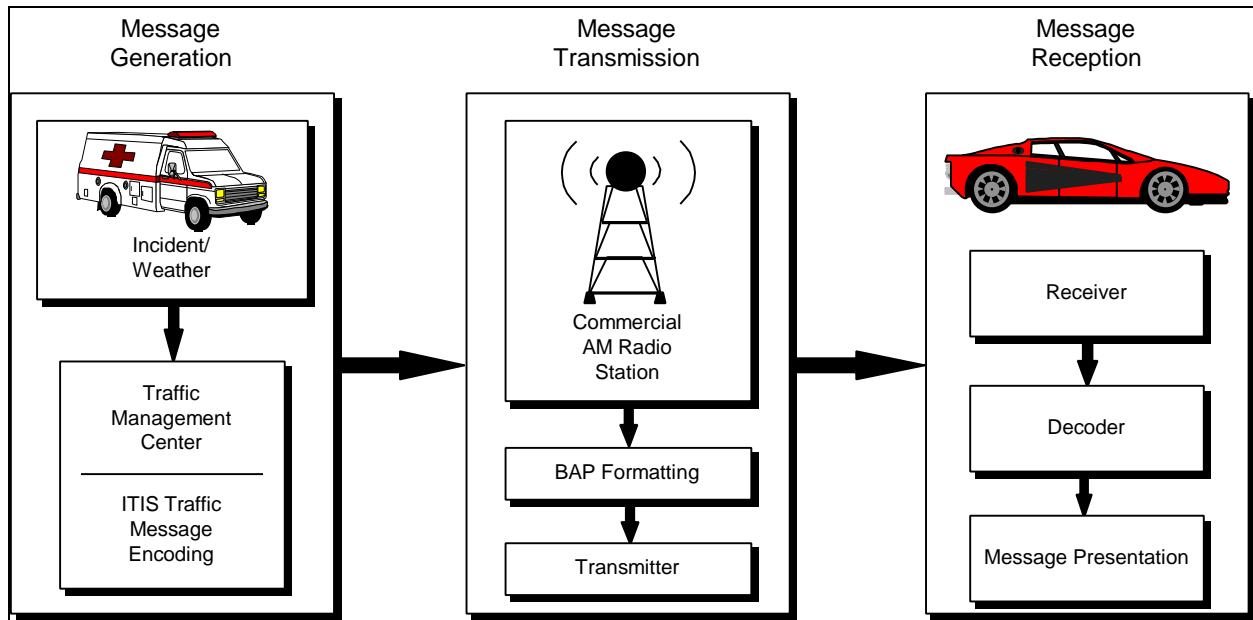 Message
Generation
Incident/
Weather
Traffic
Management
Center
ITIS Traffic
Message
Encoding
Message
Transmission
Commercial
AM Radio
Station
BAP Formatting
Transmitter
Message
Reception
Receiver
Decoder
Message Presentation